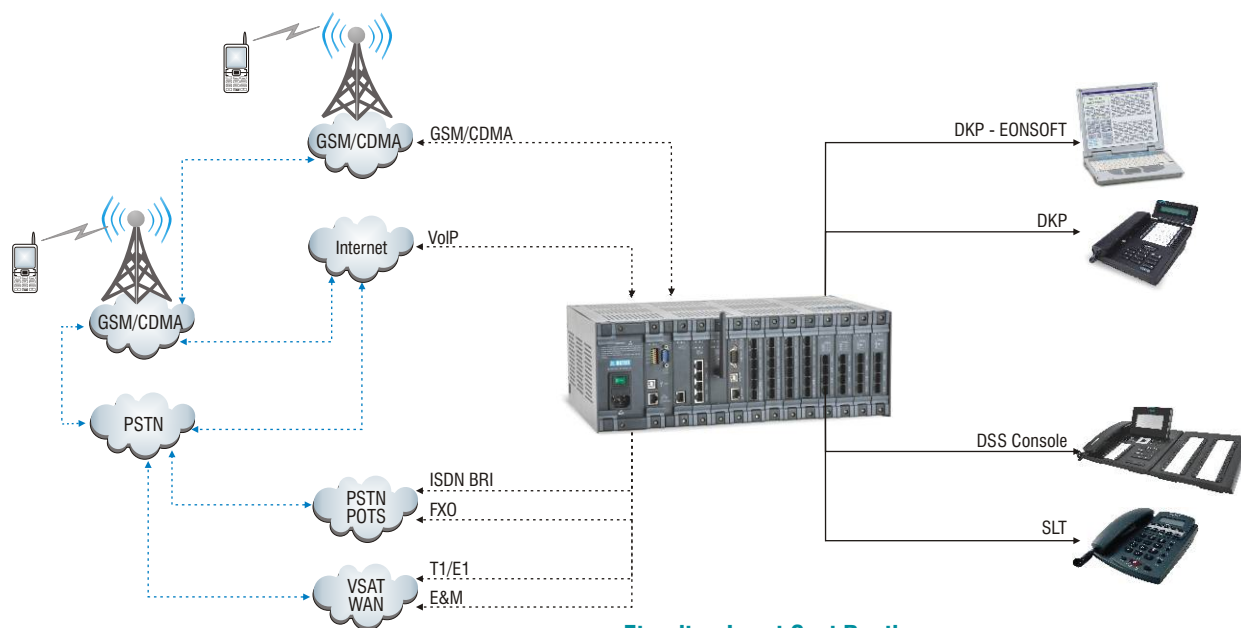 GSM/CDMA
GSM/CDMA
DKP - EONSOFT
Internet
VoIP
DKP
GSM/CDMA
PSTN
DSS Console
PSTN
POTS
ISDN BRI
FXO
SLT
VSAT
WAN
T1/E1
E&M